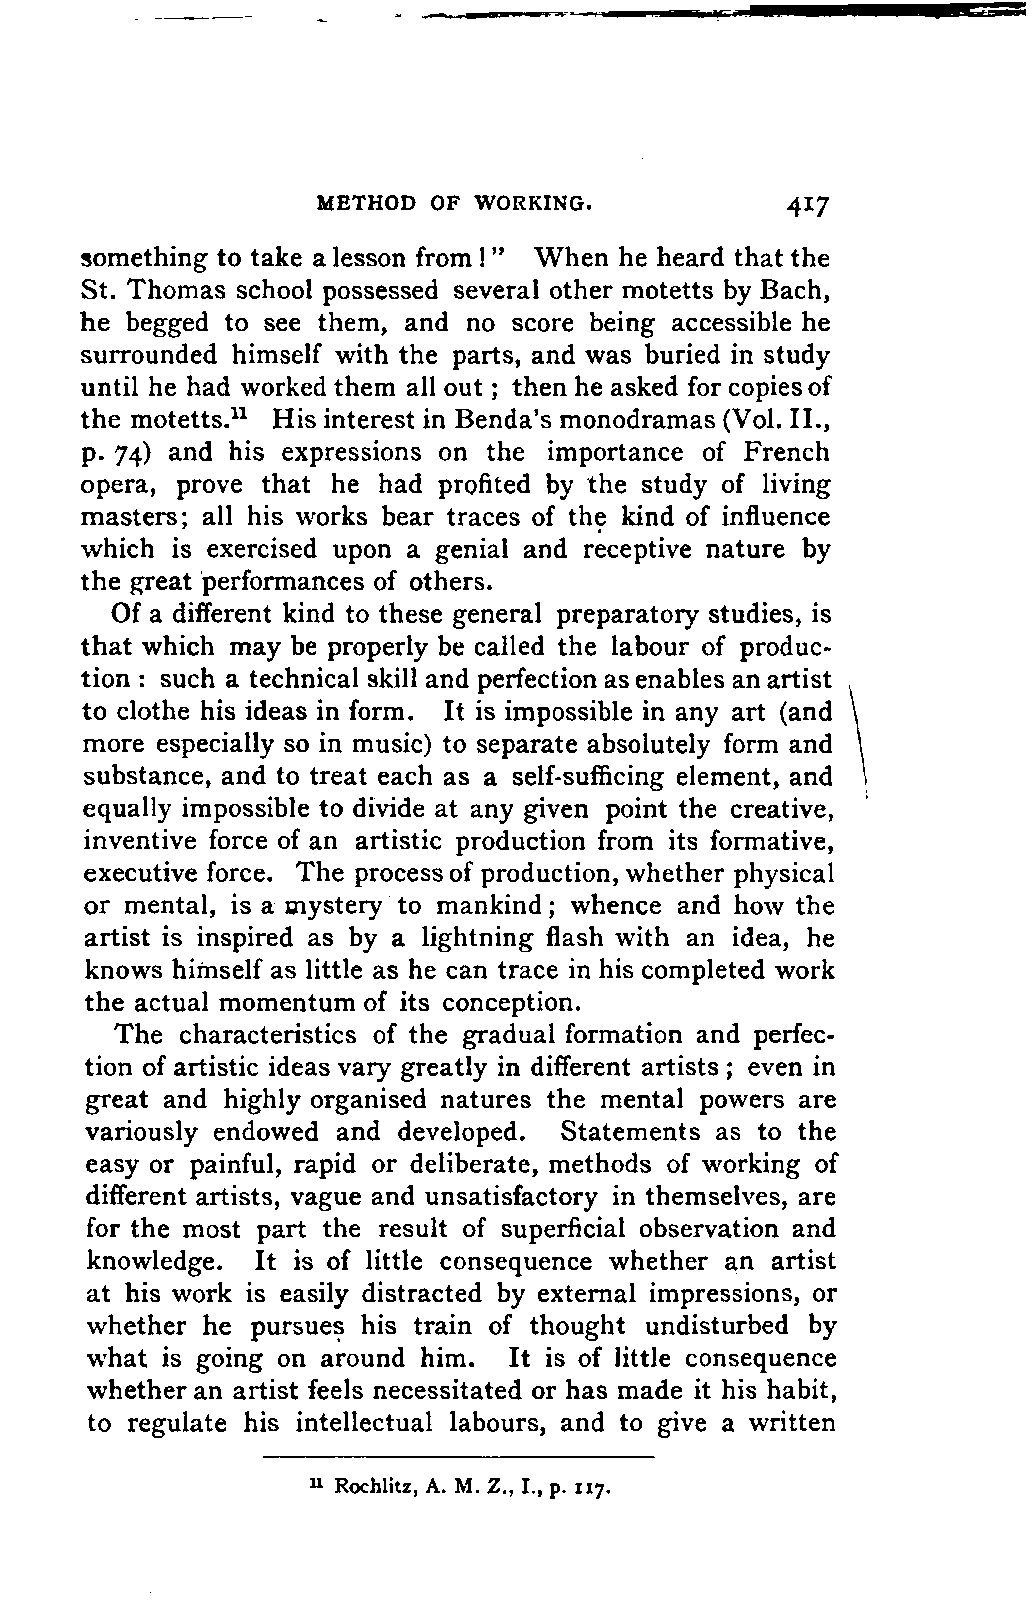 METHOD OF WORKING. 417
something to take a lesson from!" When he heard that the
St. Thomas school possessed several other motetts by Bach,
he begged to see them, and no score being accessible he
surrounded himself with the parts, and was buried in study
until he had worked them all out; then he asked for copies of
the motetts.¹¹ His interest in Benda's monodramas (Vol. II.,
p. 74) and his expressions on the importance of French
opera, prove that he had profited by the study of living
masters; all his works bear traces of the kind of influence
which is exercised upon a genial and receptive nature by
the great performances of others.
Of a different kind to these general preparatory studies, is
that which may be properly be called the labour of produc-
tion: such a technical skill and perfection as enables an artist
to clothe his ideas in form. It is impossible in any art (and
more especially so in music) to separate absolutely form and
substance, and to treat each as a self-sufficing element, and
equally impossible to divide at any given point the creative,
inventive force of an artistic production from its formative,
executive force. The process of production, whether physical
or mental, is a mystery to mankind; whence and how the
artist is inspired as by a lightning flash with an idea, he
knows himself as little as he can trace in his completed work
the actual momentum of its conception.
The characteristics of the gradual formation and perfec-
tion of artistic ideas vary greatly in different artists; even in
great and highly organised natures the mental powers are
variously endowed and developed. Statements as to the
easy or painful, rapid or deliberate, methods of working of
different artists, vague and unsatisfactory in themselves, are
for the most part the result of superficial observation and
knowledge. It is of little consequence whether an artist
at his work is easily distracted by external impressions, or
whether he pursues his train of thought undisturbed by
what is going on around him. It is of little consequence
whether an artist feels necessitated or has made it his habit,
to regulate his intellectual labours, and to give a written
¹¹ Rochlitz, A. M. Z., I., p. 117.